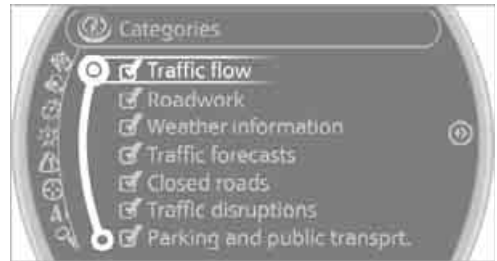 Categories
Traffic flow
Roadwork
Weather information
Traffic forecasts
Closed roads
Traffic disruptions
Parking and public transprt.